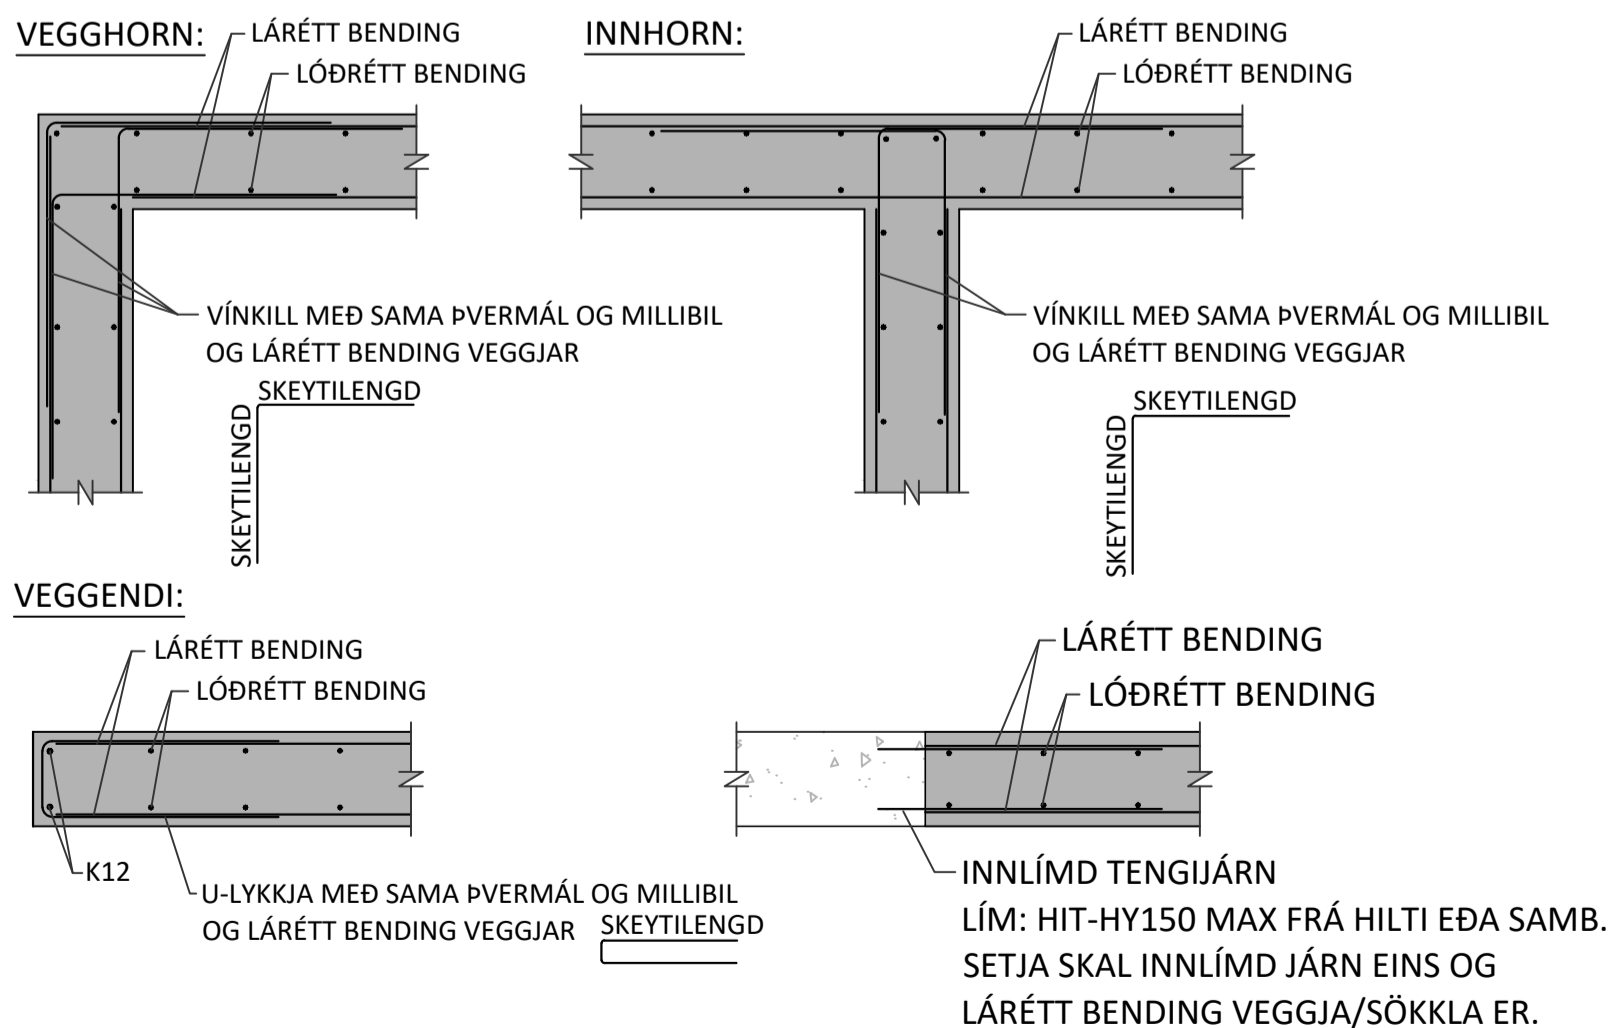 VEGGHORN:
LÁRÉTT BENDING
LÓÐRÉTT BENDING
VÍNKILL MEÐ SAMA ÞVERMÁL OG MILLIBIL
OG LÁRÉTT BENDING VEGGJAR
SKEYTILENGD
SKEYTILENGD
INNHORN:
LÁRÉTT BENDING
LÓÐRÉTT BENDING
VÍNKILL MEÐ SAMA ÞVERMÁL OG MILLIBIL
OG LÁRÉTT BENDING VEGGJAR
SKEYTILENGD
SKEYTILENGD
VEGGENDI:
LÁRÉTT BENDING
LÓÐRÉTT BENDING
K12
U-LYKKJA MEÐ SAMA ÞVERMÁL OG MILLIBIL
OG LÁRÉTT BENDING VEGGJAR
SKEYTILENGD
LÁRÉTT BENDING
LÓÐRÉTT BENDING
INNLÍMD TENGIJÁRN
LÍM: HIT-HY150 MAX FRÁ HILTI EÐA SAMB.
SETJA SKAL INNLÍMD JÁRN EINS OG
LÁRÉTT BENDING VEGGJA/SÖKKLA ER.